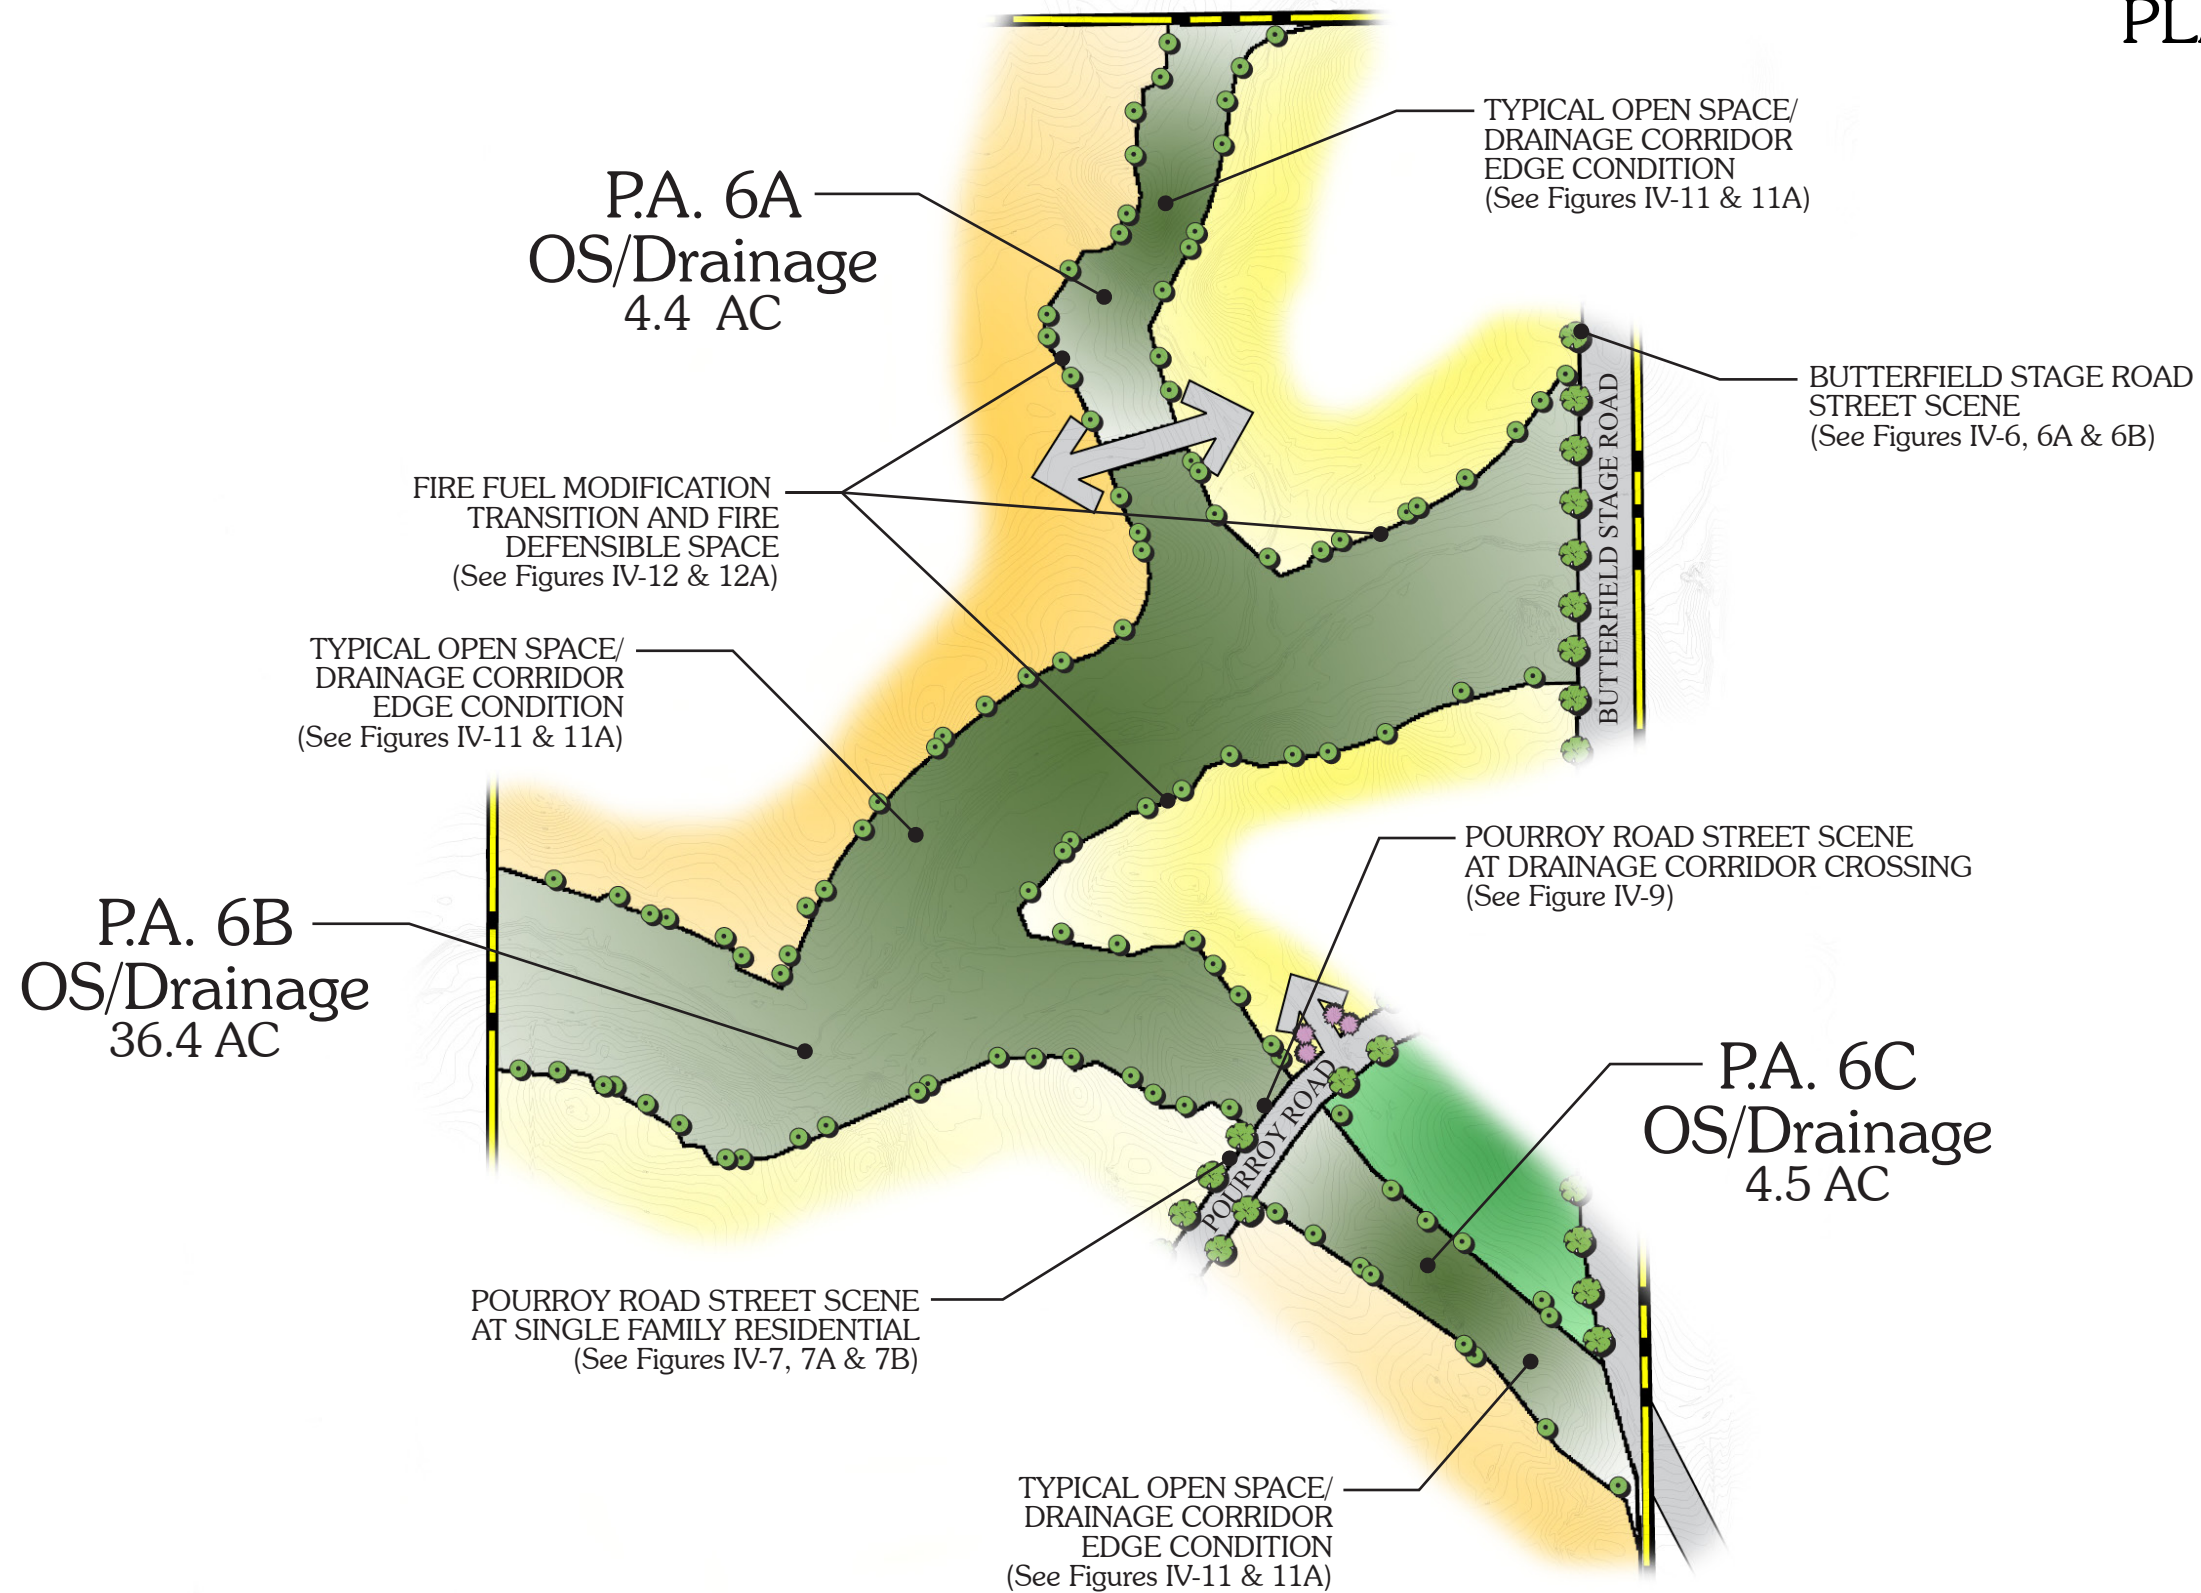 TYPICAL OPEN SPACE/
DRAINAGE CORRIDOR
EDGE CONDITION
(See Figures IV-11 & 11A)
P.A. 6A
OS/Drainage
4.4 AC
BUTTERFIELD STAGE ROAD
STREET SCENE
(See Figures IV-6, 6A & 6B)
BUTTERFIELD STAGE ROAD
FIRE FUEL MODIFICATION
TRANSITION AND FIRE
DEFENSIBLE SPACE
(See Figures IV-12 & 12A)
TYPICAL OPEN SPACE/
DRAINAGE CORRIDOR
EDGE CONDITION
(See Figures IV-11 & 11A)
POURROY ROAD STREET SCENE
AT DRAINAGE CORRIDOR CROSSING
(See Figure IV-9)
P.A. 6B
OS/Drainage
36.4 AC
P.A. 6C
OS/Drainage
4.5 AC
POURROY ROAD
POURROY ROAD STREET SCENE
AT SINGLE FAMILY RESIDENTIAL
(See Figures IV-7, 7A & 7B)
TYPICAL OPEN SPACE/
DRAINAGE CORRIDOR
EDGE CONDITION
(See Figures IV-11 & 11A)